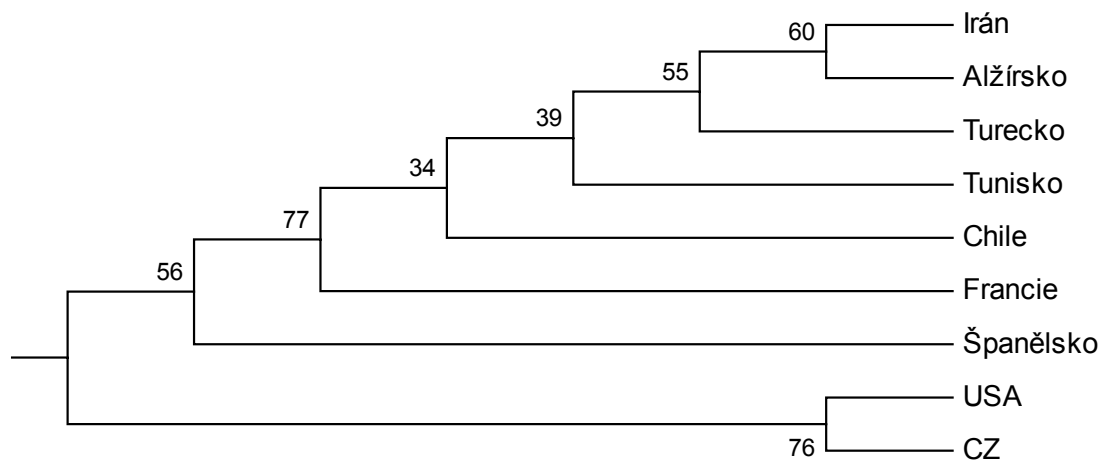 Irán
60
55
Alžírsko
39
Turecko
34
Tunisko
77
Chile
56
Francie
Španělsko
USA
76
CZ